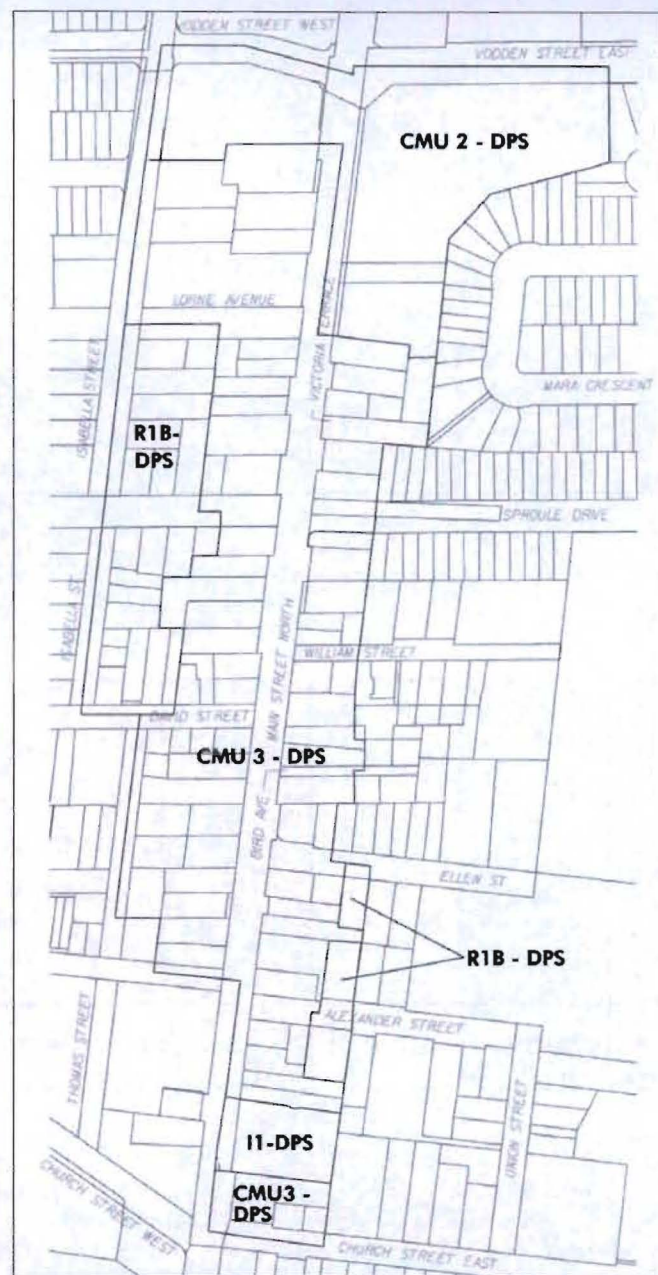 VODDEN STREET WEST
VODDEN STREET EAST
CMU 2 - DPS
LORNE AVENUE
VICTORIA TERRACE
ISABELLA STREET
MARA CRESCENT
R1B-
DPS
SPROULE DRIVE
ISABELLA ST.
MAIN STREET NORTH
WILLIAM STREET
DAVID STREET
CMU 3 - DPS
BIRD AVE.
ELLEN ST
R1B - DPS
ALEXANDER STREET
THOMAS STREET
UNION STREET
I1-DPS
CMU3 -
DPS
CHURCH STREET WEST
CHURCH STREET EAST